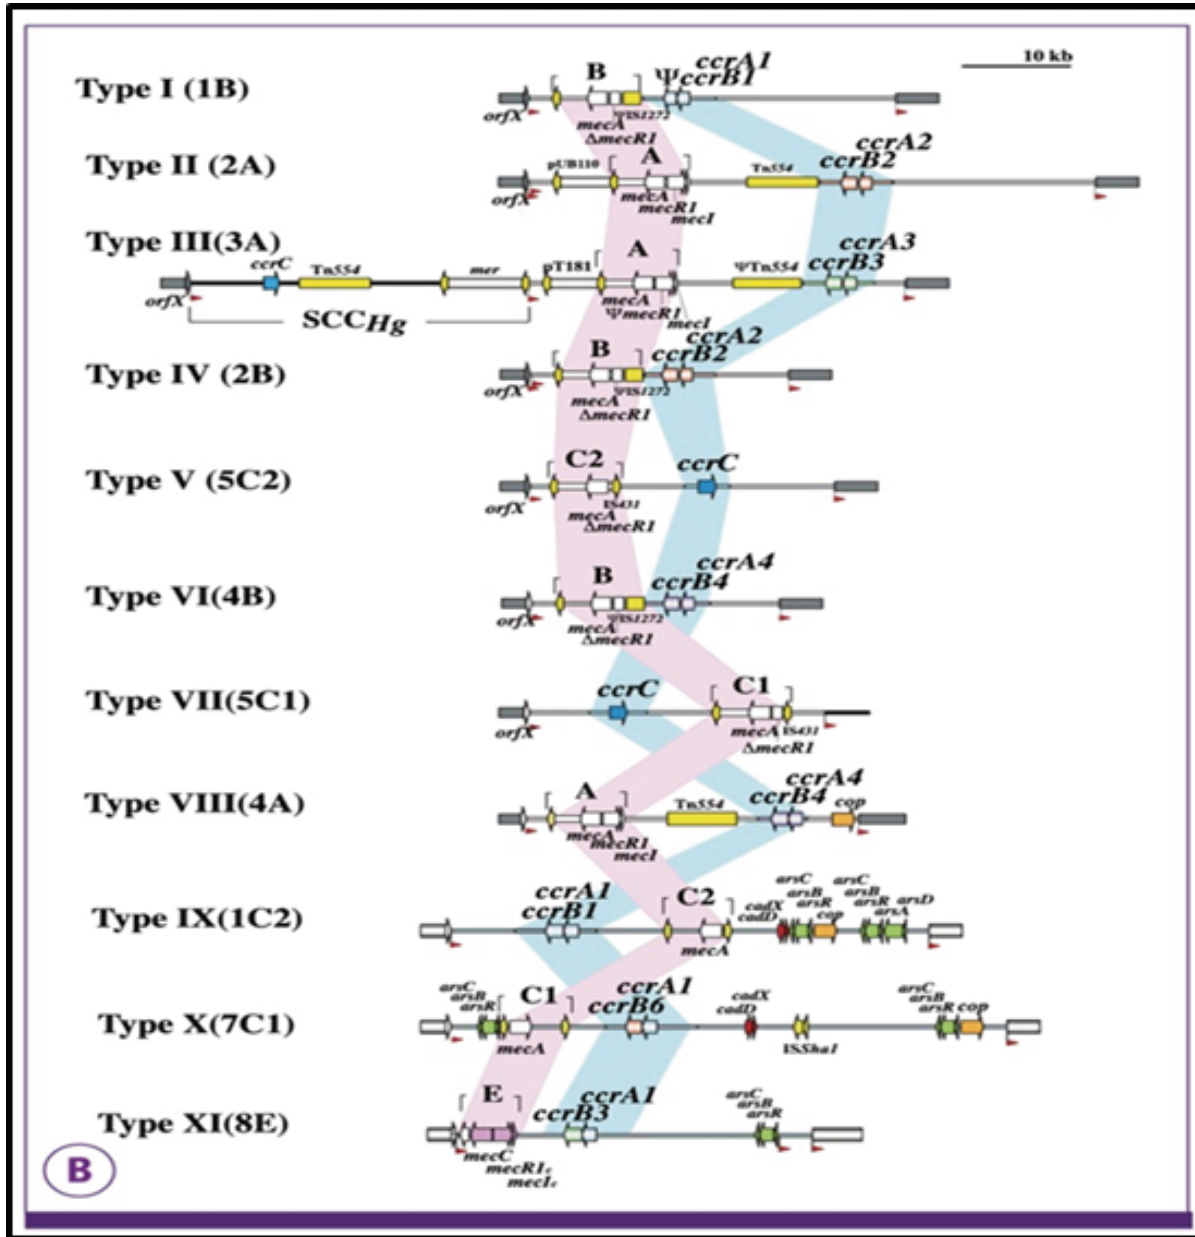 10 kb
Type I (1B)
B
Ψ
ccrA1
ccrB1
orfX
mecA
ΨIS1272
ΔmecR1
Type II (2A)
pUB110
A
Tn554
ccrA2
ccrB2
orfX
mecA
mecR1
mecI
Type III(3A)
ccrC
Tn554
mer
pT181
A
ΨTn554
ccrA3
ccrB3
orfX
mecA
ΨmecR1
mecI
SCCHg
Type IV (2B)
B
ccrA2
ccrB2
orfX
mecA
ΨIS1272
ΔmecR1
Type V (5C2)
C2
ccrC
orfX
IS431
mecA
ΔmecR1
Type VI(4B)
B
ccrA4
ccrB4
orfX
mecA
ΨIS1272
ΔmecR1
Type VII(5C1)
ccrC
C1
orfX
mecA
IS431
ΔmecR1
Type VIII(4A)
A
Tn554
ccrA4
ccrB4
cop
mecA
mecR1
mecI
Type IX(1C2)
ccrA1
ccrB1
C2
cadX
cadD
arsC
arsB
arsR
cop
arsC
arsB
arsR
arsA
arsD
mecA
Type X(7C1)
arsC
arsB
arsR
C1
ccrA1
ccrB6
cadX
cadD
arsC
arsB
arsR
cop
mecA
ISSha1
Type XI(8E)
E
ccrA1
ccrB3
arsC
arsB
arsR
mecC
mecR1c
mecIc
B